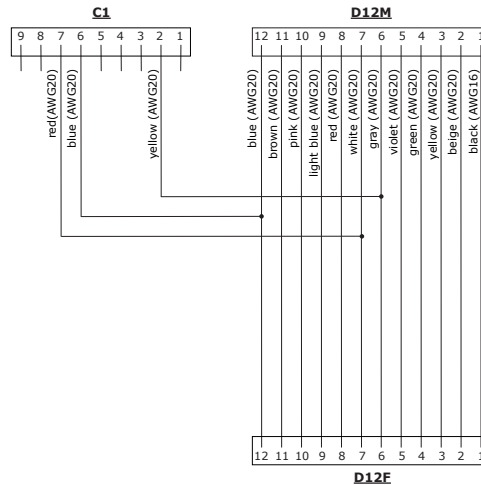 C1
D12M
9 8 7 6 5 4 3 2 1
12 11 10 9 8 7 6 5 4 3 2 1
red(AWG20)
blue (AWG20)
yellow (AWG20)
blue (AWG20)
brown (AWG20)
pink (AWG20)
light blue (AWG20)
red (AWG20)
white (AWG20)
gray (AWG20)
violet (AWG20)
green (AWG20)
yellow (AWG20)
beige (AWG20)
black (AWG16)
12 11 10 9 8 7 6 5 4 3 2 1
D12F